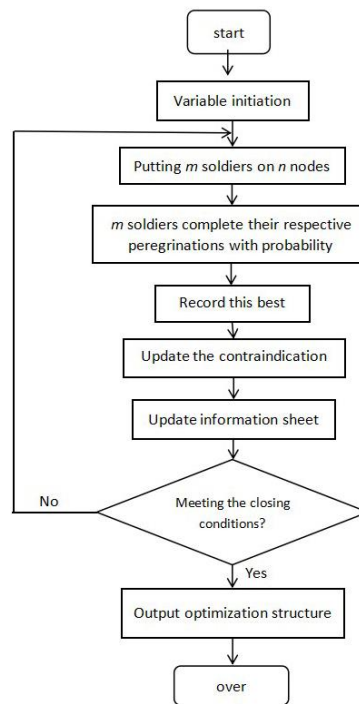 start
Variable initiation
Putting m soldiers on n nodes
m soldiers complete their respective
peregrinations with probability
Record this best
Update the contraindication
Update information sheet
Meeting the closing
conditions?
No
Yes
Output optimization structure
over